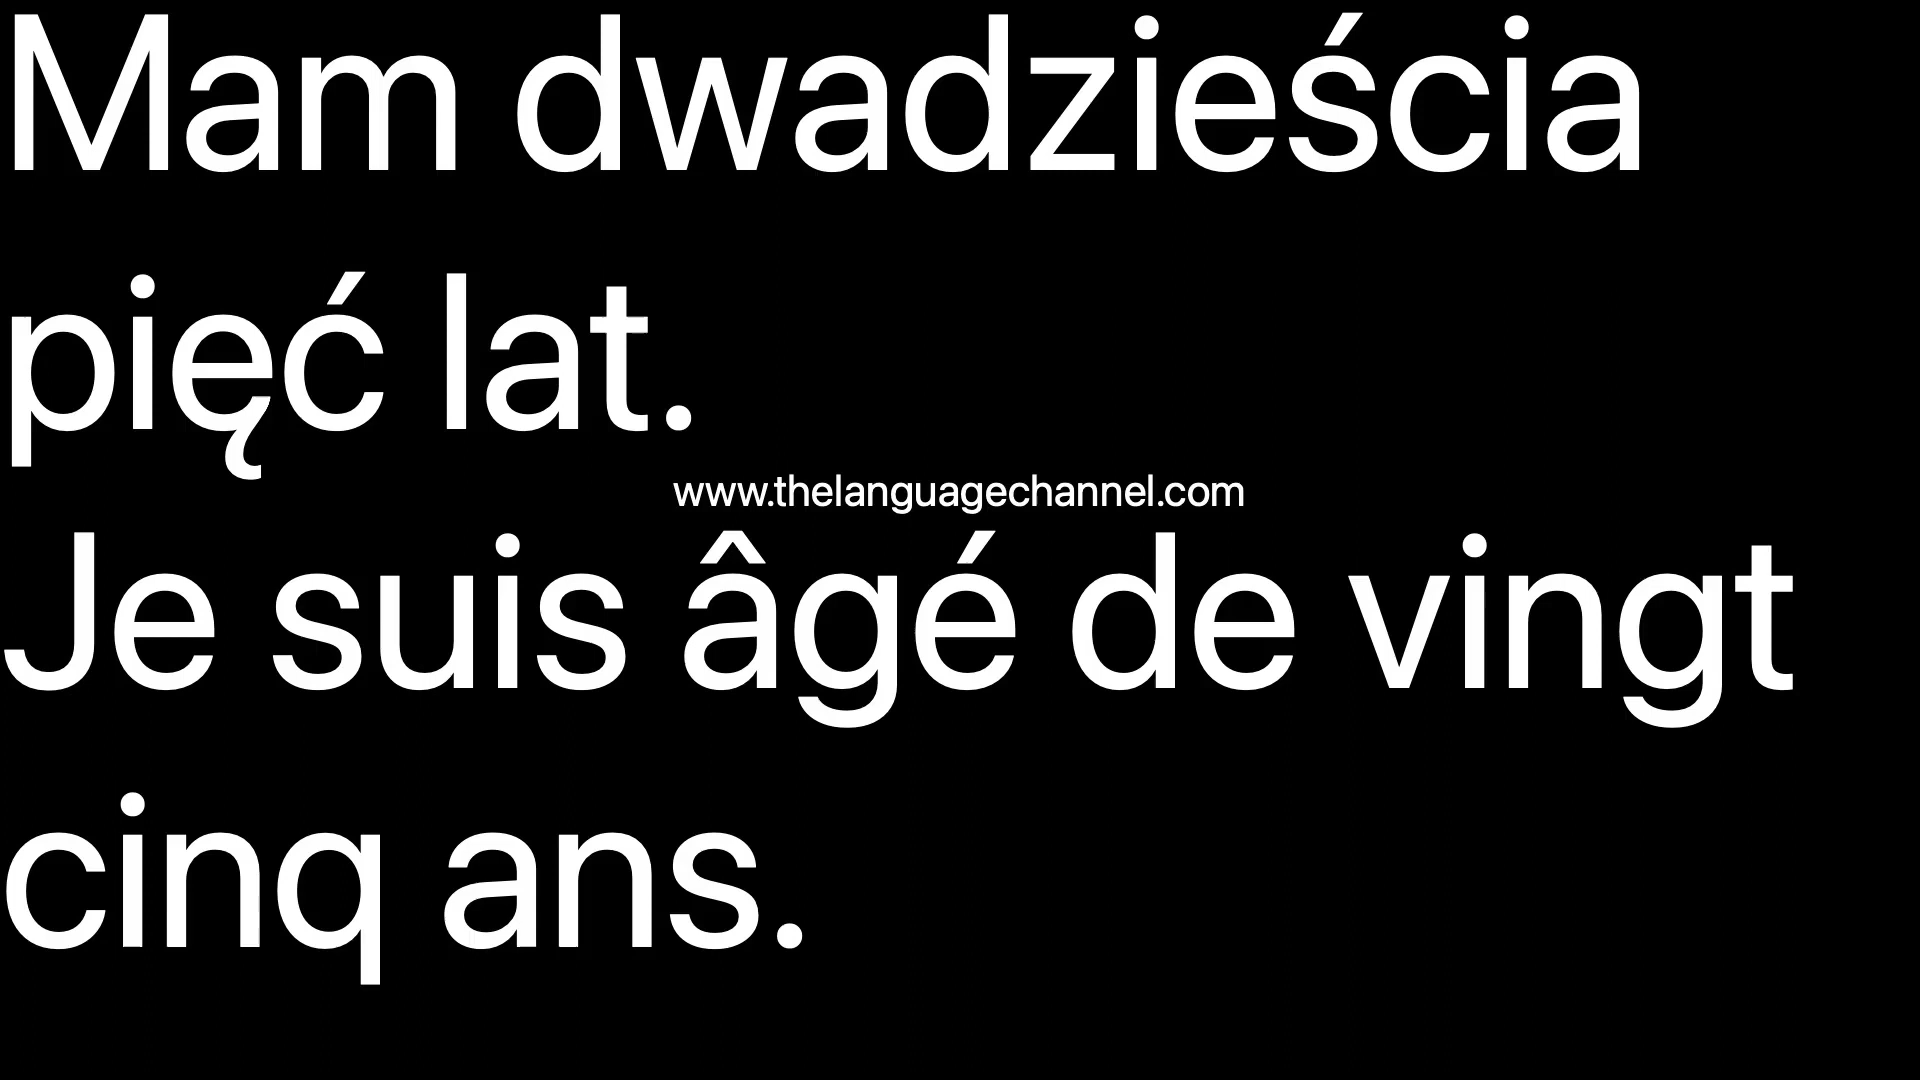 Mam dwadzieścia
pięć lat.
www.thelanguagechannel.com
Je suis âgé de vingt
cinq ans.